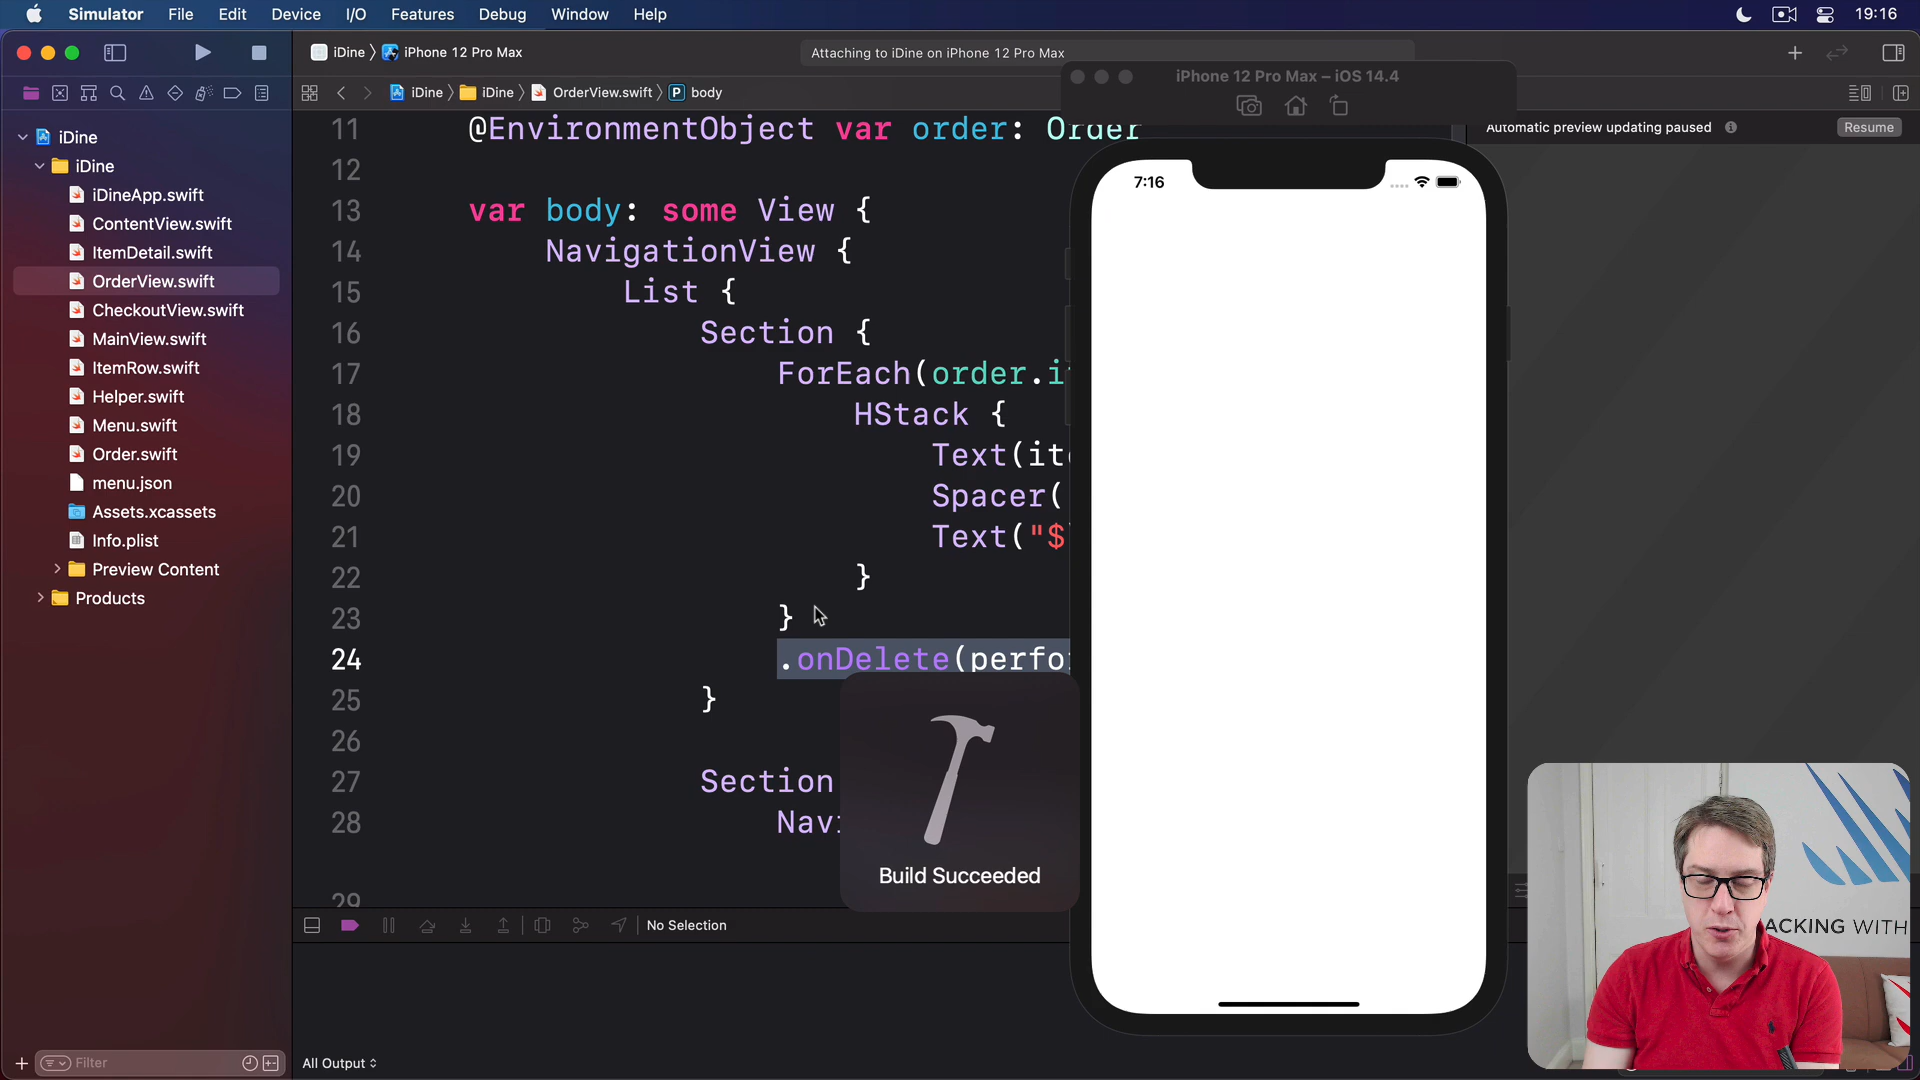 Simulator File Edit Device I/O Features Debug Window Help 19:16
iDine iPhone 12 Pro Max
Attaching to iDine on iPhone 12 Pro Max
iPhone 12 Pro Max – iOS 14.4
iDine iDine OrderView.swift P body
Automatic preview updating paused Resume
iDine
iDine
iDineApp.swift
ContentView.swift
ItemDetail.swift
OrderView.swift
CheckoutView.swift
MainView.swift
ItemRow.swift
Helper.swift
Menu.swift
Order.swift
menu.json
Assets.xcassets
Info.plist
Preview Content
Products
Filter
11 @EnvironmentObject var order: Order
12
13 var body: some View {
14 NavigationView {
15 List {
16 Section {
17 ForEach(order.i
18 HStack {
19 Text(it
20 Spacer(
21 Text("$
22 }
23 }
24 .onDelete(perfo
25 }
26
27 Section
28 Nav
29
7:16
Build Succeeded
No Selection
All Output
ACKING WITH